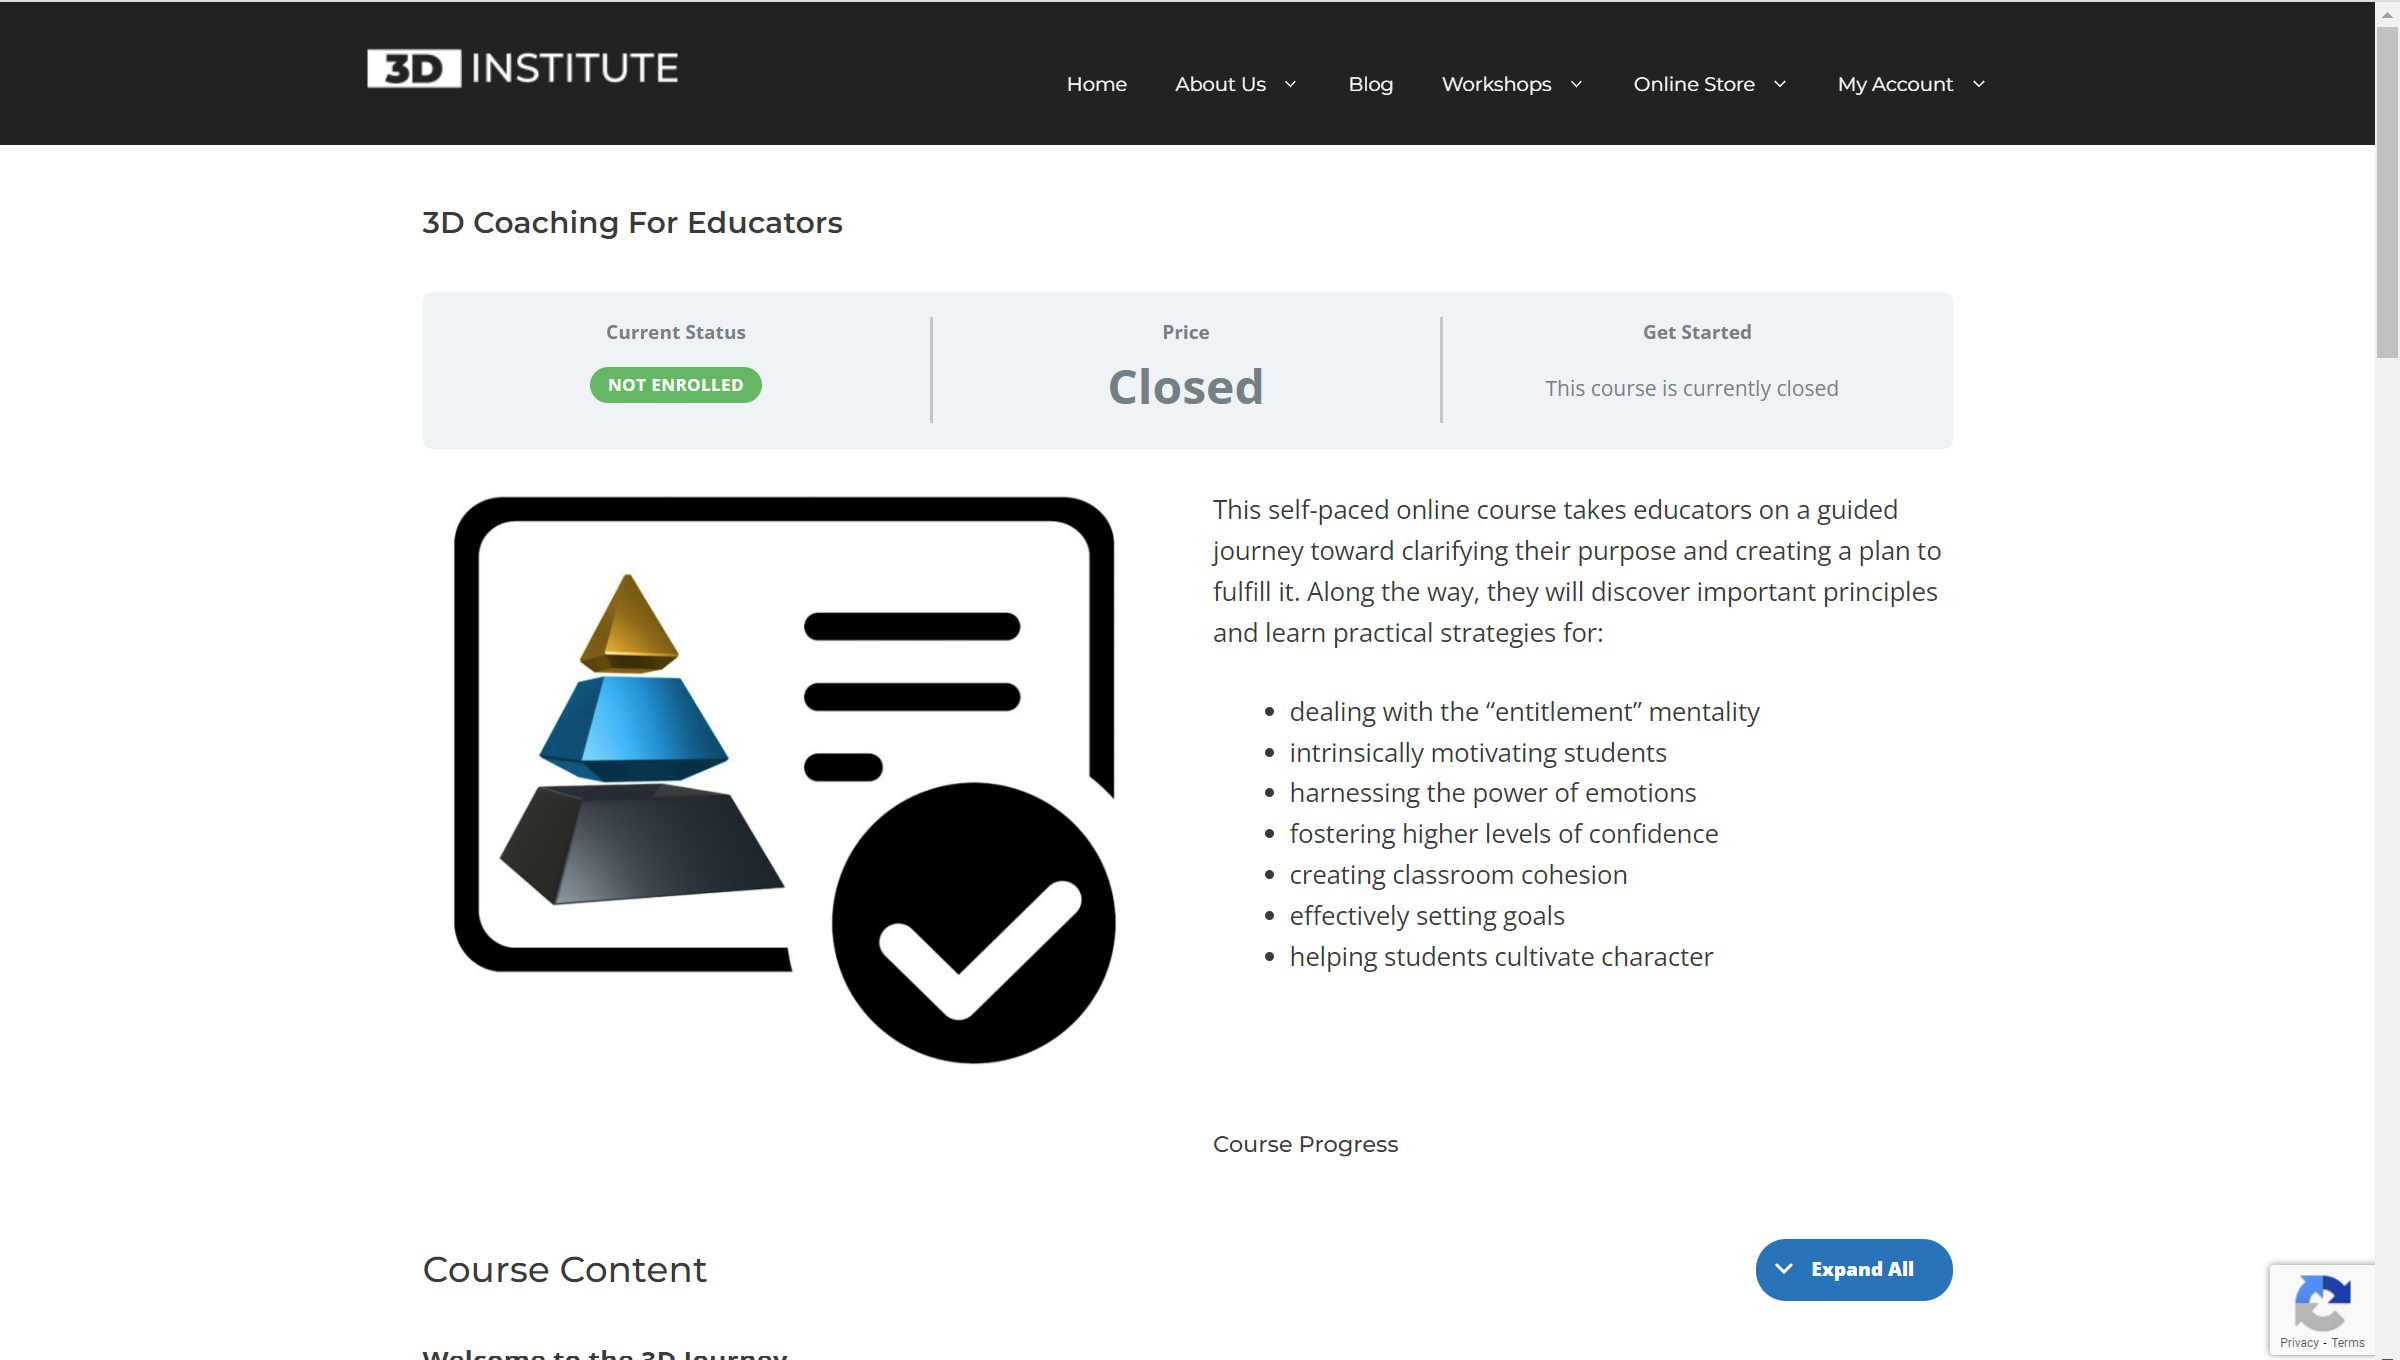 3D INSTITUTE
Home About Us Blog Workshops Online Store My Account
3D Coaching For Educators
Current Status
NOT ENROLLED
Price
Closed
Get Started
This course is currently closed
This self-paced online course takes educators on a guided
journey toward clarifying their purpose and creating a plan to
fulfill it. Along the way, they will discover important principles
and learn practical strategies for:
dealing with the “entitlement” mentality
intrinsically motivating students
harnessing the power of emotions
fostering higher levels of confidence
creating classroom cohesion
effectively setting goals
helping students cultivate character
Course Progress
Course Content
Expand All
Welcome to the 3D Journey
Privacy - Terms